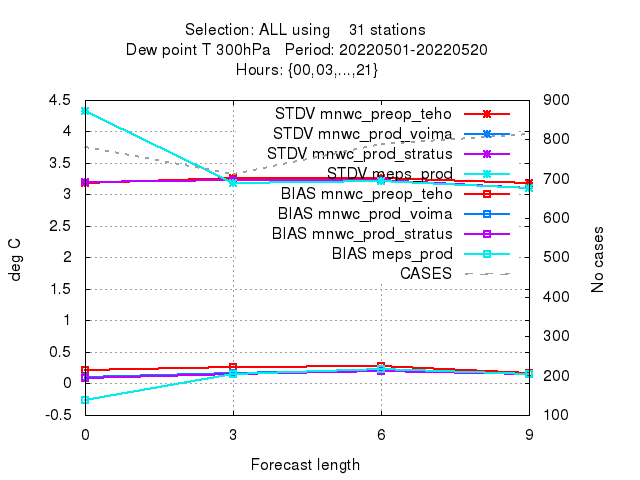 Selection: ALL using    31 stations
Dew point T 300hPa   Period: 20220501-20220520
Hours: {00,03,...,21}
4.5
4
3.5
3
2.5
2
1.5
1
0.5
0
-0.5
deg C
STDV mnwc_preop_teho
STDV mnwc_prod_voima
STDV mnwc_prod_stratus
STDV meps_prod
BIAS mnwc_preop_teho
BIAS mnwc_prod_voima
BIAS mnwc_prod_stratus
BIAS meps_prod
CASES
900
800
700
600
500
400
300
200
100
No cases
0 3 6 9
Forecast length